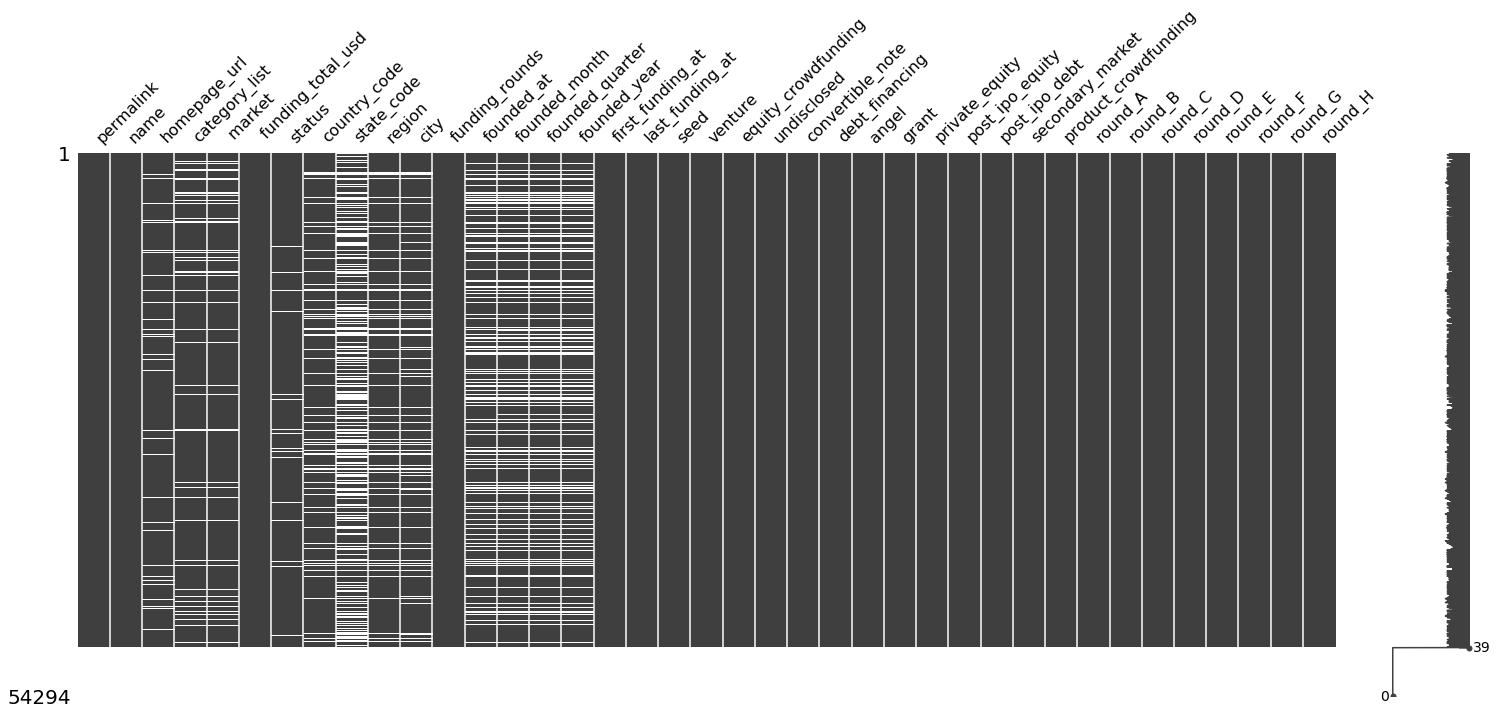 permalink
name
homepage_url
category_list
market
funding_total_usd
status
country_code
state_code
region
city
funding_rounds
founded_at
founded_month
founded_quarter
founded_year
first_funding_at
last_funding_at
seed
venture
equity_crowdfunding
undisclosed
convertible_note
debt_financing
angel
grant
private_equity
post_ipo_equity
post_ipo_debt
secondary_market
product_crowdfunding
round_A
round_B
round_C
round_D
round_E
round_F
round_G
round_H
1
39
0
54294